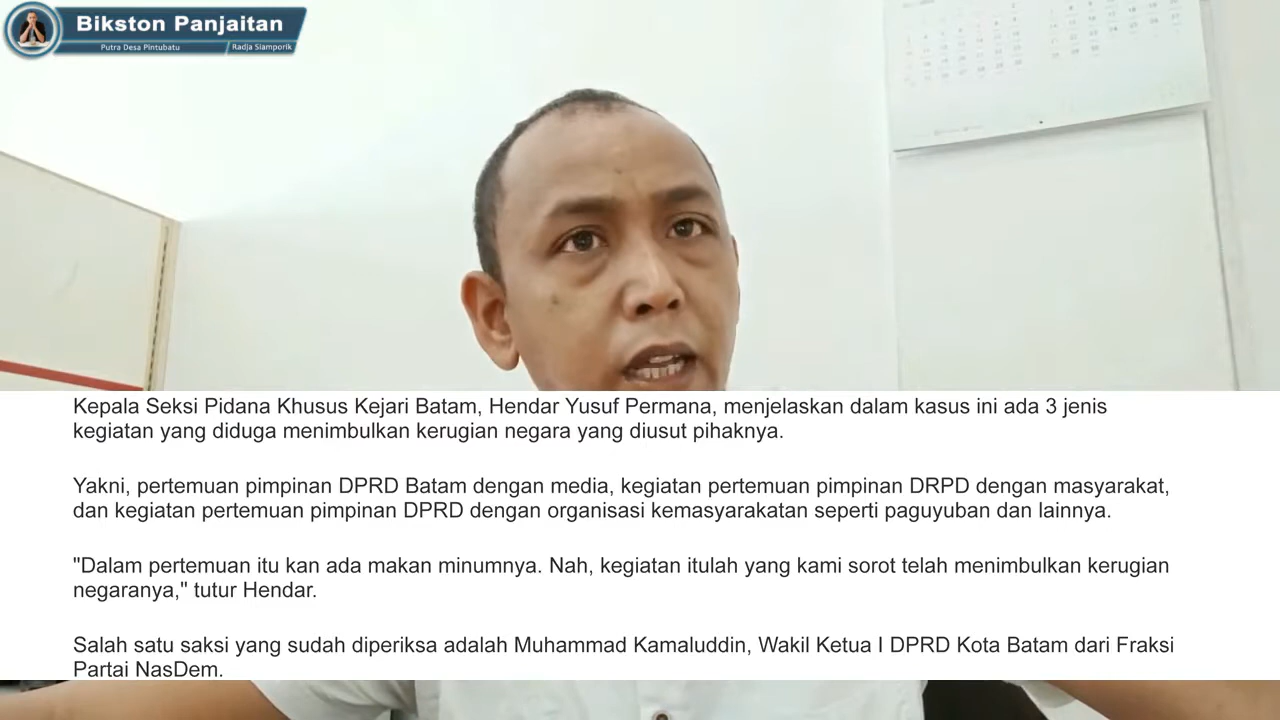 Bikston Panjaitan
Putra Desa Pintubatu
Radja Siamporik
Kepala Seksi Pidana Khusus Kejari Batam, Hendar Yusuf Permana, menjelaskan dalam kasus ini ada 3 jenis
kegiatan yang diduga menimbulkan kerugian negara yang diusut pihaknya.
Yakni, pertemuan pimpinan DPRD Batam dengan media, kegiatan pertemuan pimpinan DRPD dengan masyarakat,
dan kegiatan pertemuan pimpinan DPRD dengan organisasi kemasyarakatan seperti paguyuban dan lainnya.
"Dalam pertemuan itu kan ada makan minumnya. Nah, kegiatan itulah yang kami sorot telah menimbulkan kerugian
negaranya," tutur Hendar.
Salah satu saksi yang sudah diperiksa adalah Muhammad Kamaluddin, Wakil Ketua I DPRD Kota Batam dari Fraksi
Partai NasDem.